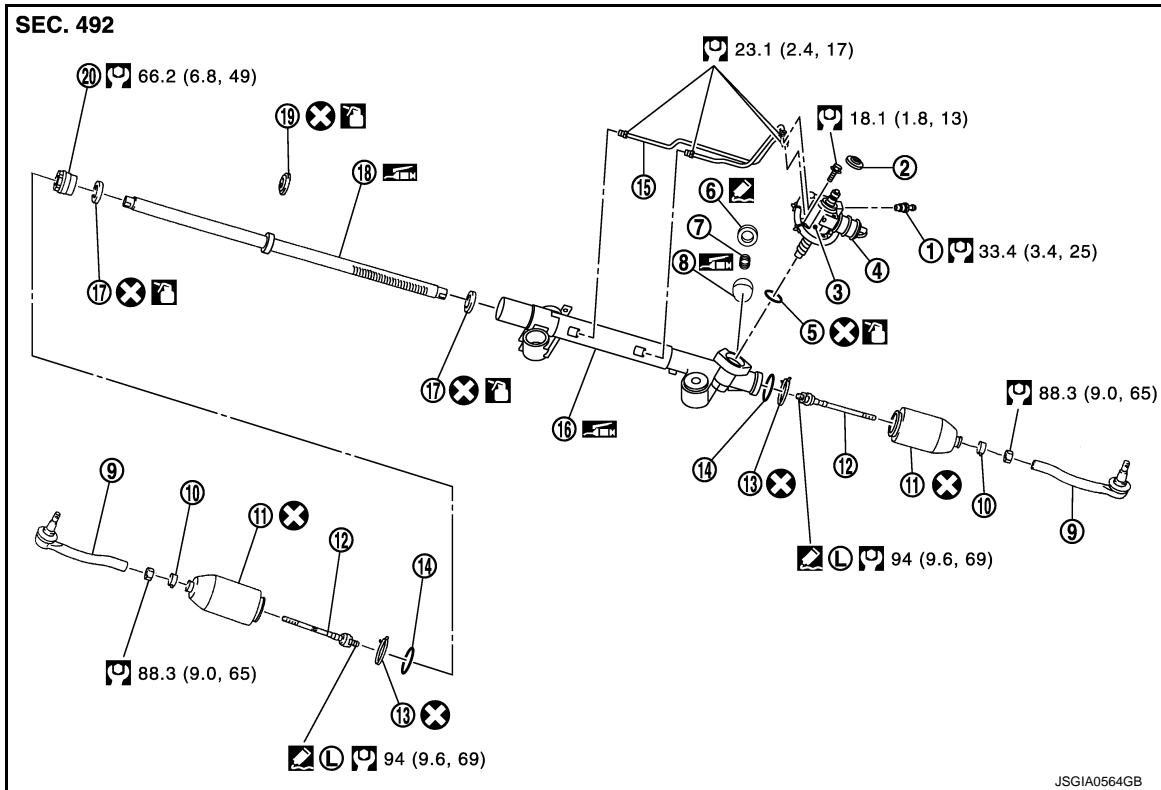 SEC. 492
23.1 (2.4, 17)
20 66.2 (6.8, 49)
19
18.1 (1.8, 13)
18
2
15
6
7
8
1 33.4 (3.4, 25)
4
3
17
5
17
16
88.3 (9.0, 65)
14
13
12
11
10
9
9
10
11
12
14
L 94 (9.6, 69)
88.3 (9.0, 65)
13
L 94 (9.6, 69)
JSGIA0564GB